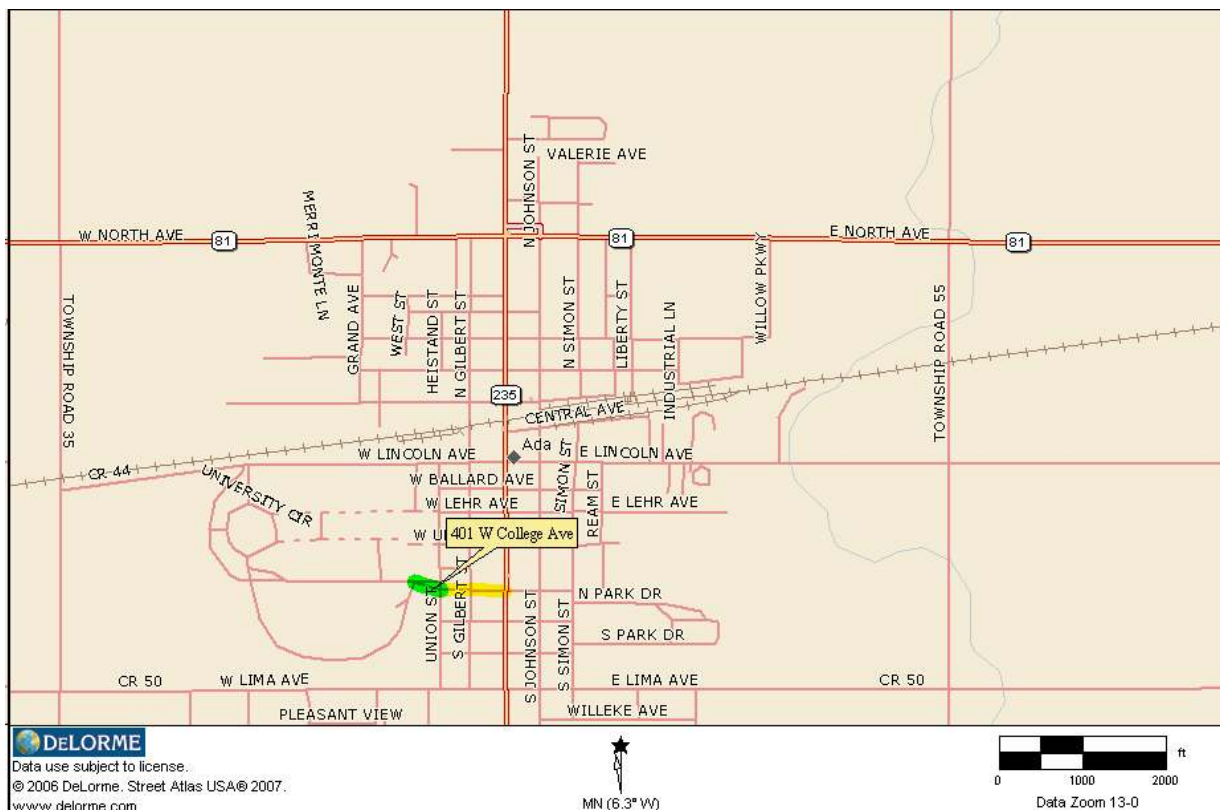 VALERIE AVE
N JOHNSON ST
MERRI MONTE LN
W NORTH AVE
81
81
E NORTH AVE
81
TOWNSHIP ROAD 35
GRAND AVE
WEST ST
HEISTAND ST
N GILBERT ST
N SIMON ST
LIBERTY ST
INDUSTRIAL LN
WILLOW PKWY
TOWNSHIP ROAD 55
235
CENTRAL AVE
Ada
W LINCOLN AVE
E LINCOLN AVE
CR 44
UNIVERSITY CIR
W BALLARD AVE
W LEHR AVE
SIMON ST
REAM ST
E LEHR AVE
401 W College Ave
UNION ST
S GILBERT ST
N PARK DR
S PARK DR
S JOHNSON ST
S SIMON ST
CR 50
W LIMA AVE
E LIMA AVE
CR 50
PLEASANT VIEW
WILLEKE AVE
DELORME
Data use subject to license.
© 2006 DeLorme. Street Atlas USA® 2007.
www.delorme.com
MN (6.3° W)
ft
0 1000 2000
Data Zoom 13-0